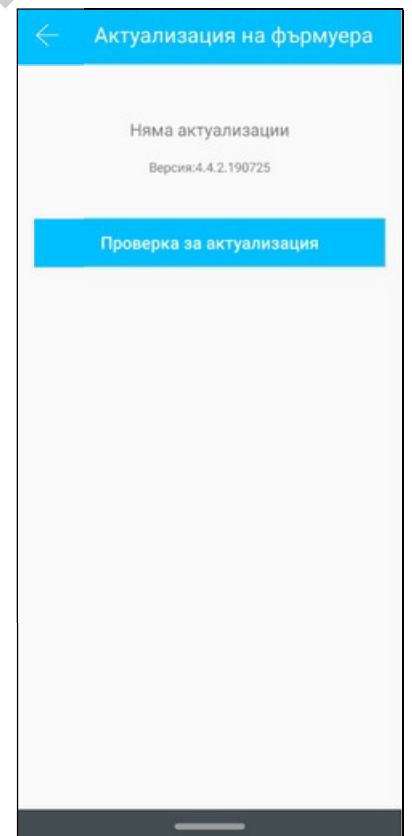 Актуализация на фърмуера
Няма актуализации
Версия:4.4.2.190725
Проверка за актуализация